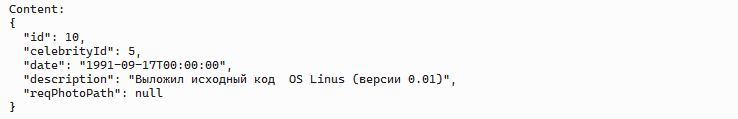 Content:
{
  "id": 10,
  "celebrityId": 5,
  "date": "1991-09-17T00:00:00",
  "description": "Выложил исходный код  OS Linus (версии 0.01)",
  "reqPhotoPath": null
}